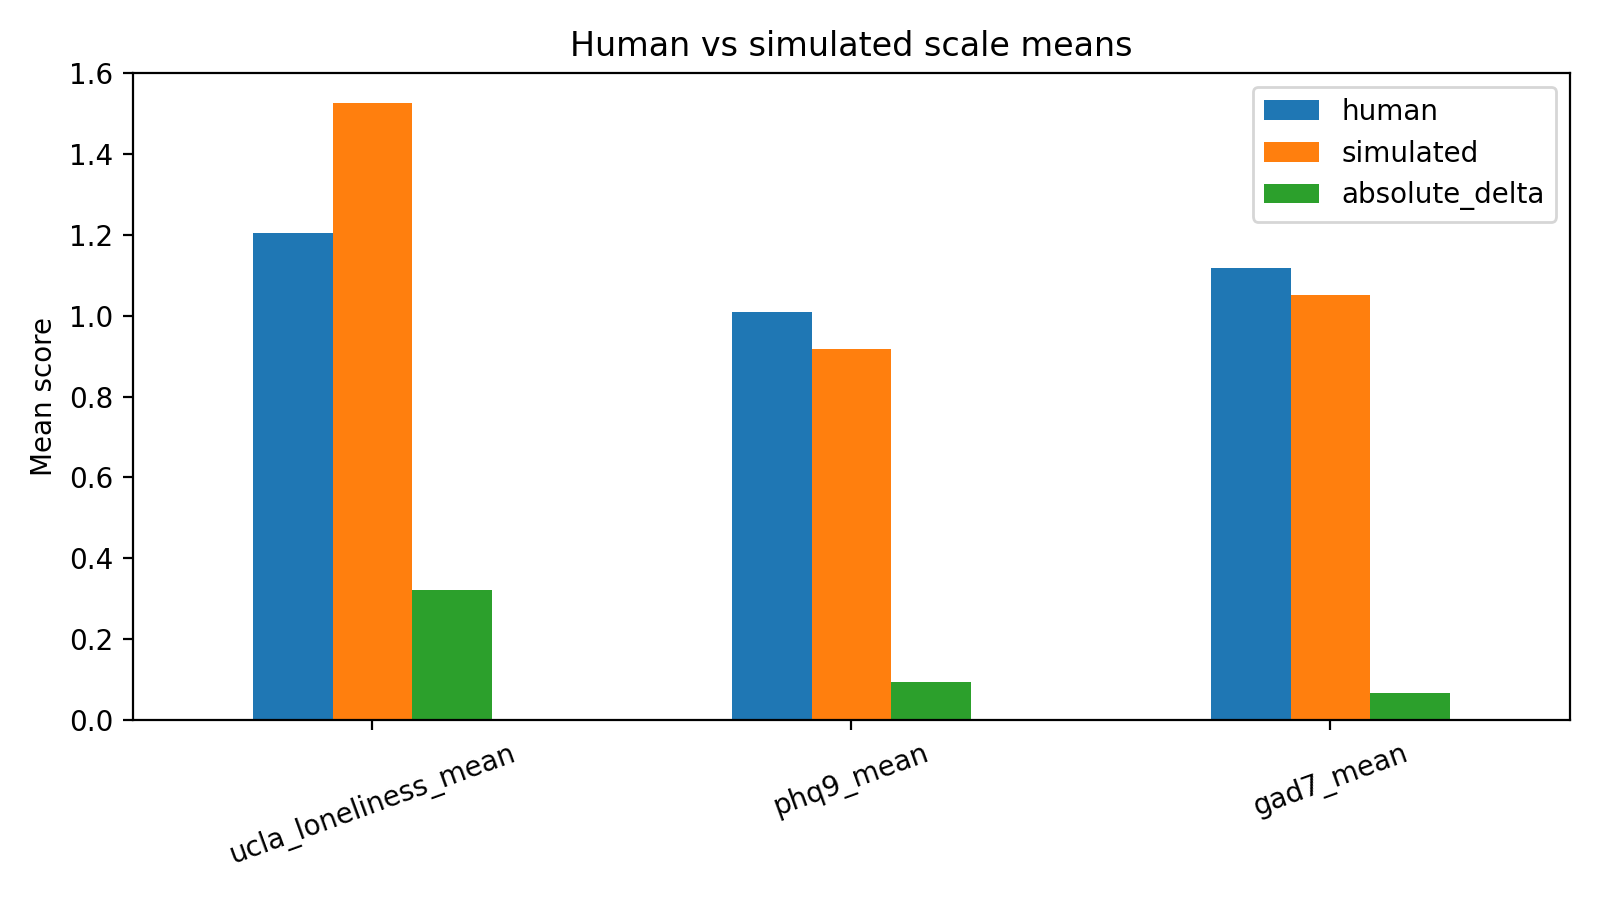 Human vs simulated scale means
1.6
1.4
1.2
1.0
0.8
0.6
0.4
0.2
0.0
Mean score
human
simulated
absolute_delta
ucla_loneliness_mean
phq9_mean
gad7_mean